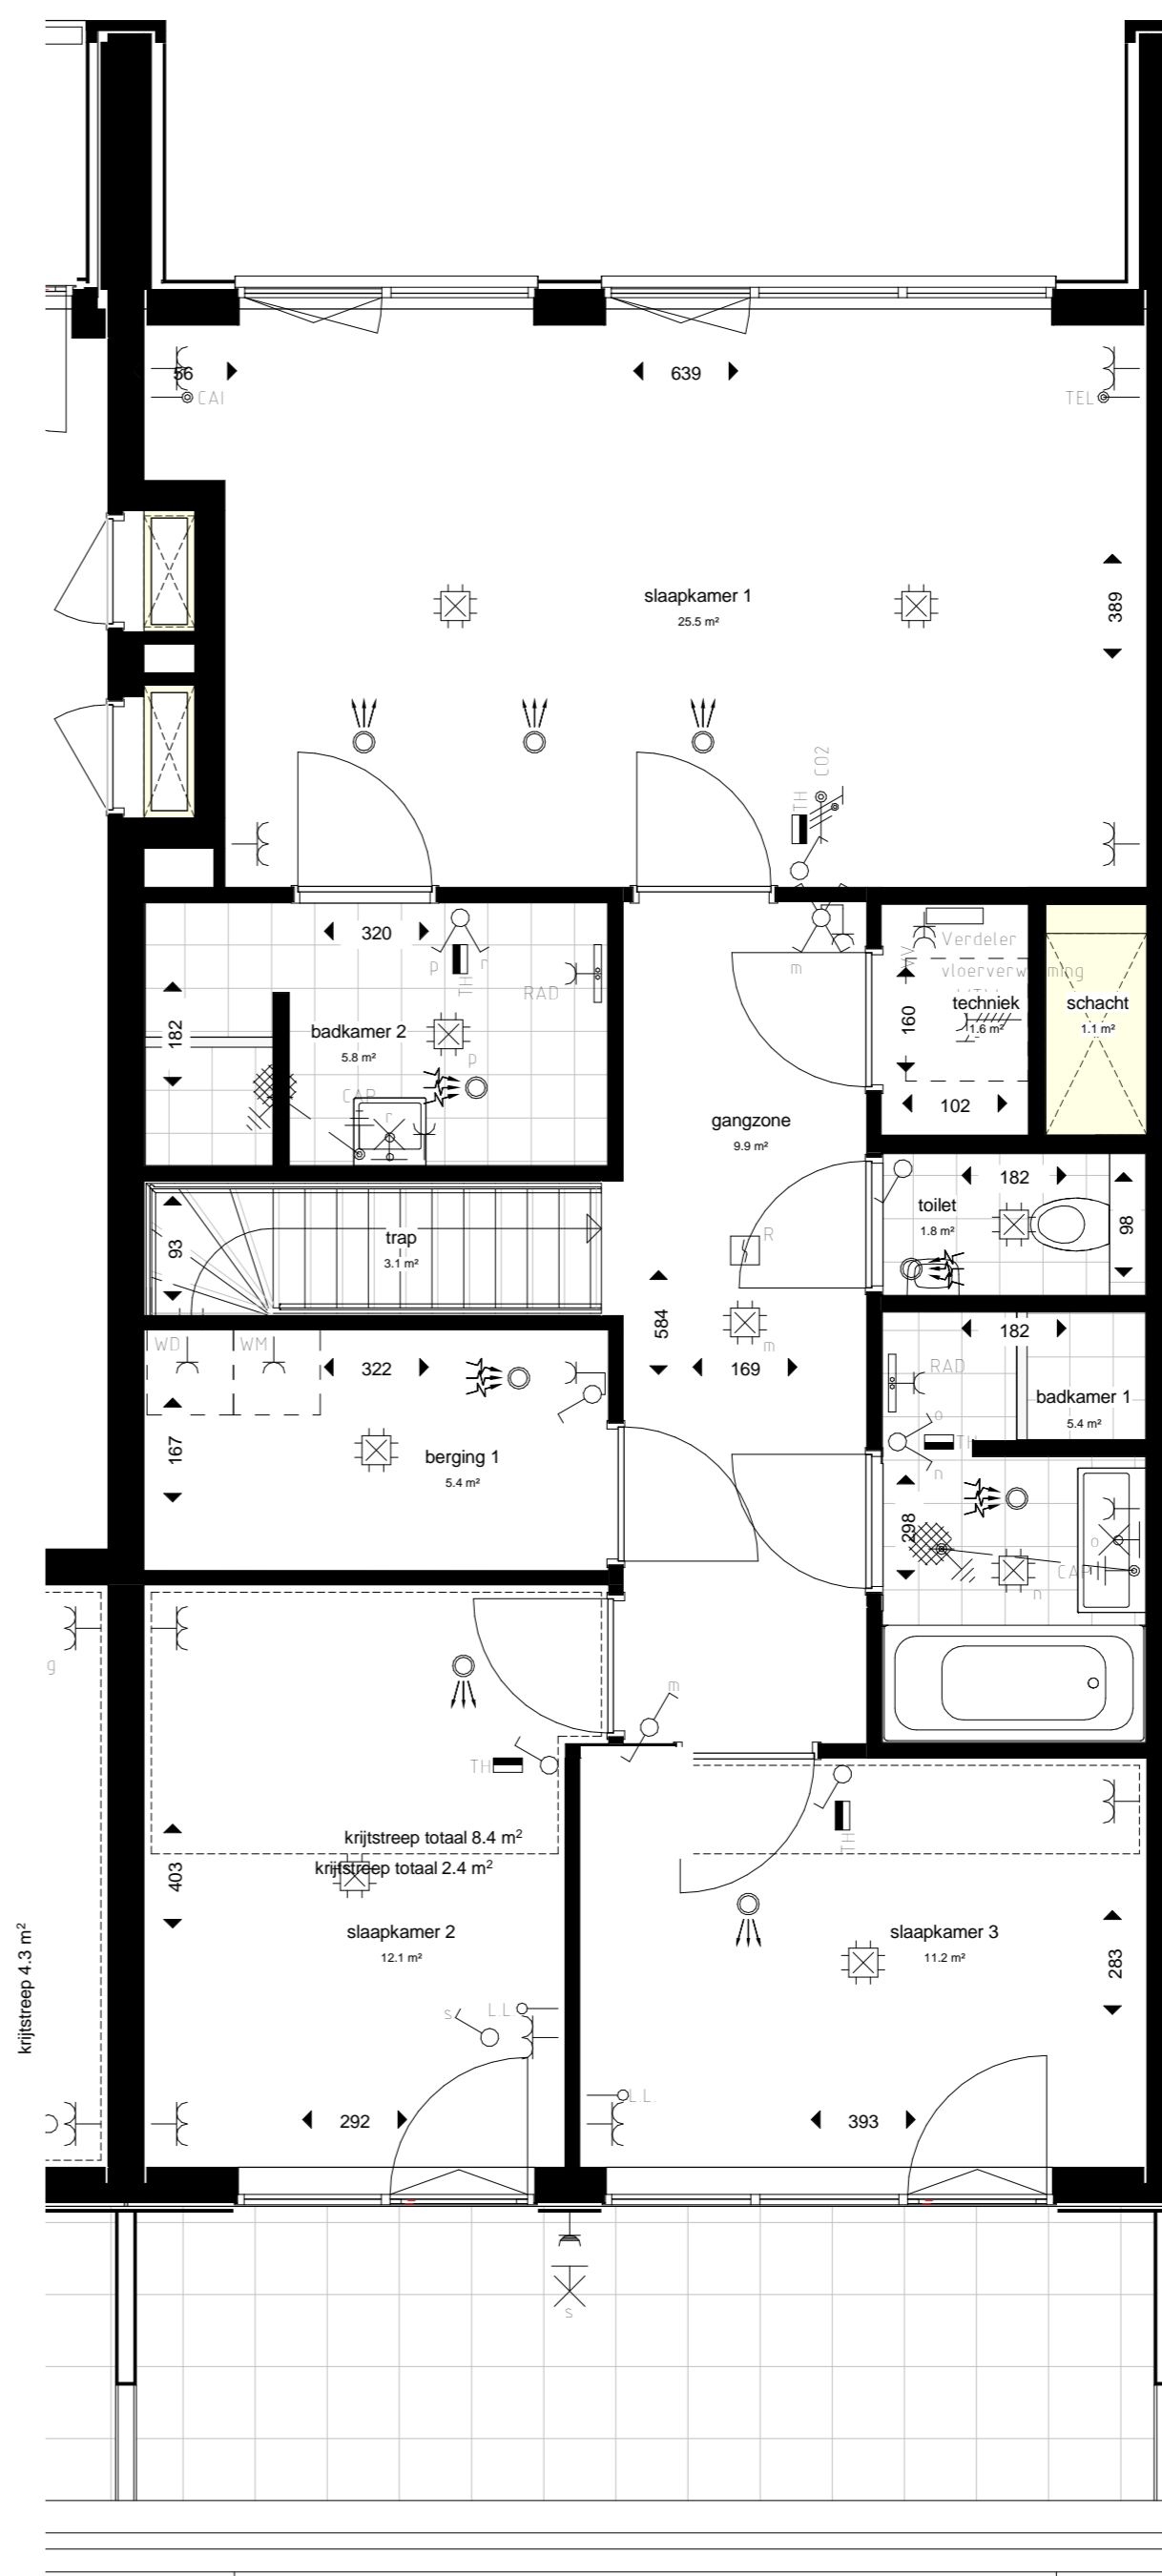 56
639
CAI
TEL
slaapkamer 1
25.5 m²
389
CO2
TH
320
p
r
TH
RAD
182
badkamer 2
5.8 m²
p
CAP
r
m
WV
Verdeler
vloerverwarming
techniek
1.6 m²
160
102
schacht
1.1 m²
gangzone
9.9 m²
182
toilet
1.8 m²
98
93
trap
3.1 m²
R
584
m
169
WD
WM
322
167
berging 1
5.4 m²
182
RAD
badkamer 1
5.4 m²
o
TH
n
298
o
CAP
n
g
m
TH
TH
krijtstreep totaal 8.4 m²
krijtstreep totaal 2.4 m²
403
slaapkamer 2
12.1 m²
slaapkamer 3
11.2 m²
283
krijtstreep 4.3 m²
s
L.L.
L.L.
292
393
s